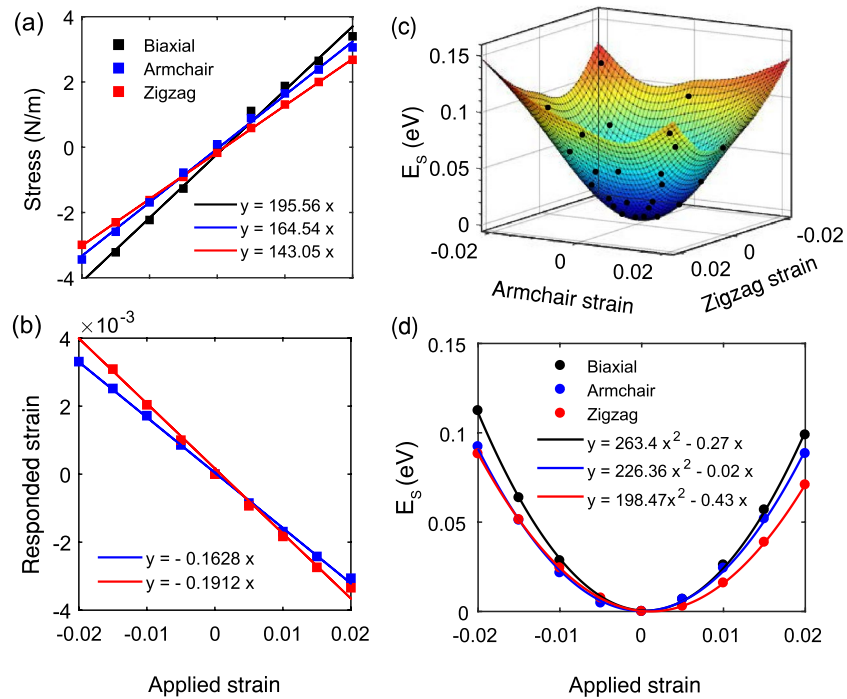 (a)
4
2
0
-2
-4
Stress (N/m)
Biaxial
Armchair
Zigzag
y = 195.56 x
y = 164.54 x
y = 143.05 x
(c)
0.15
0.1
0.05
0
E_s (eV)
-0.02
0
0.02
Armchair strain
0.02
0
-0.02
Zigzag strain
(b)
×10^-3
4
2
0
-2
-4
Responded strain
y = - 0.1628 x
y = - 0.1912 x
-0.02 -0.01 0 0.01 0.02
Applied strain
(d)
0.15
0.1
0.05
0
E_s (eV)
Biaxial
Armchair
Zigzag
y = 263.4 x^2 - 0.27 x
y = 226.36 x^2 - 0.02 x
y = 198.47x^2 - 0.43 x
-0.02 -0.01 0 0.01 0.02
Applied strain